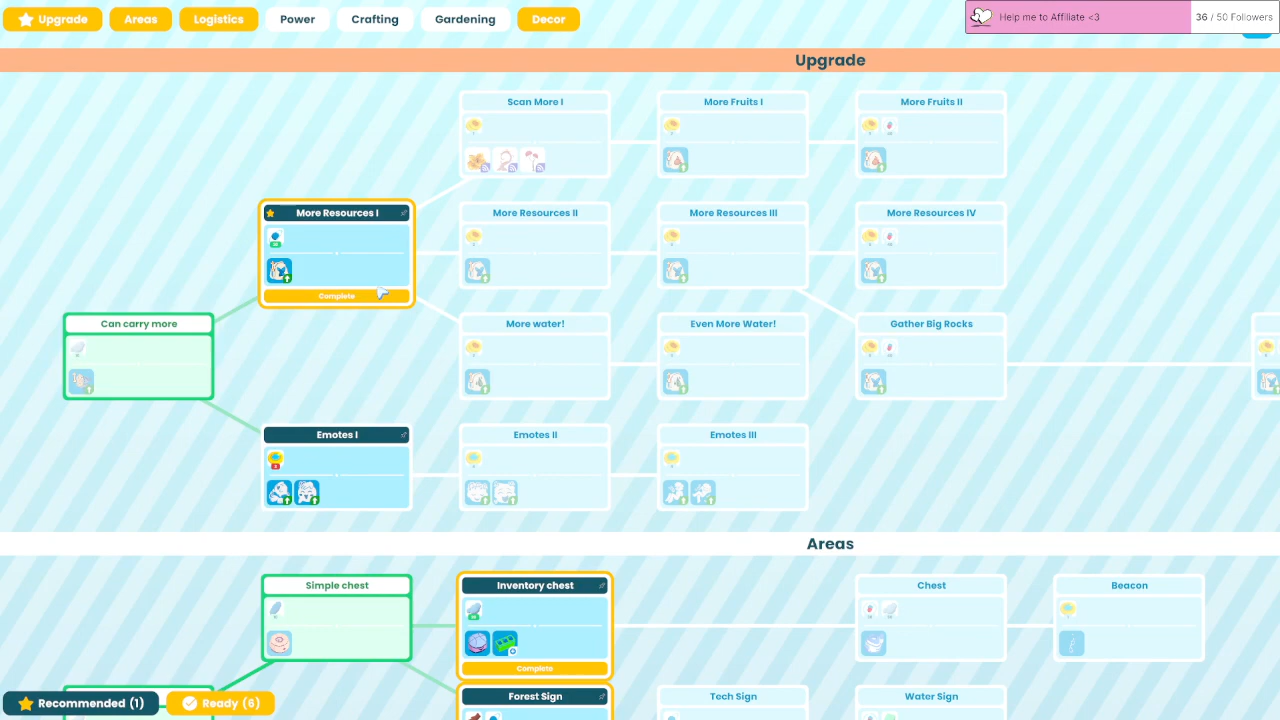 Upgrade
Areas
Logistics
Power
Crafting
Gardening
Decor
Help me to Affiliate <3
36 / 50 Followers
Upgrade
Scan More I
More Fruits I
More Fruits II
More Resources I
More Resources II
More Resources III
More Resources IV
Complete
Can carry more
More water!
Even More Water!
Gather Big Rocks
Emotes I
Emotes II
Emotes III
Areas
Simple chest
Inventory chest
Chest
Beacon
Complete
Forest Sign
Tech Sign
Water Sign
Recommended (1)
Ready (6)